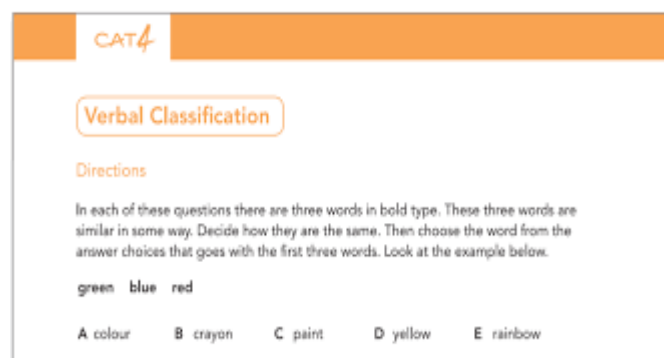 CAT4
Verbal Classification
Directions
In each of these questions there are three words in bold type. These three words are
similar in some way. Decide how they are the same. Then choose the word from the
answer choices that goes with the first three words. Look at the example below.
green blue red
A colour B crayon C paint D yellow E rainbow